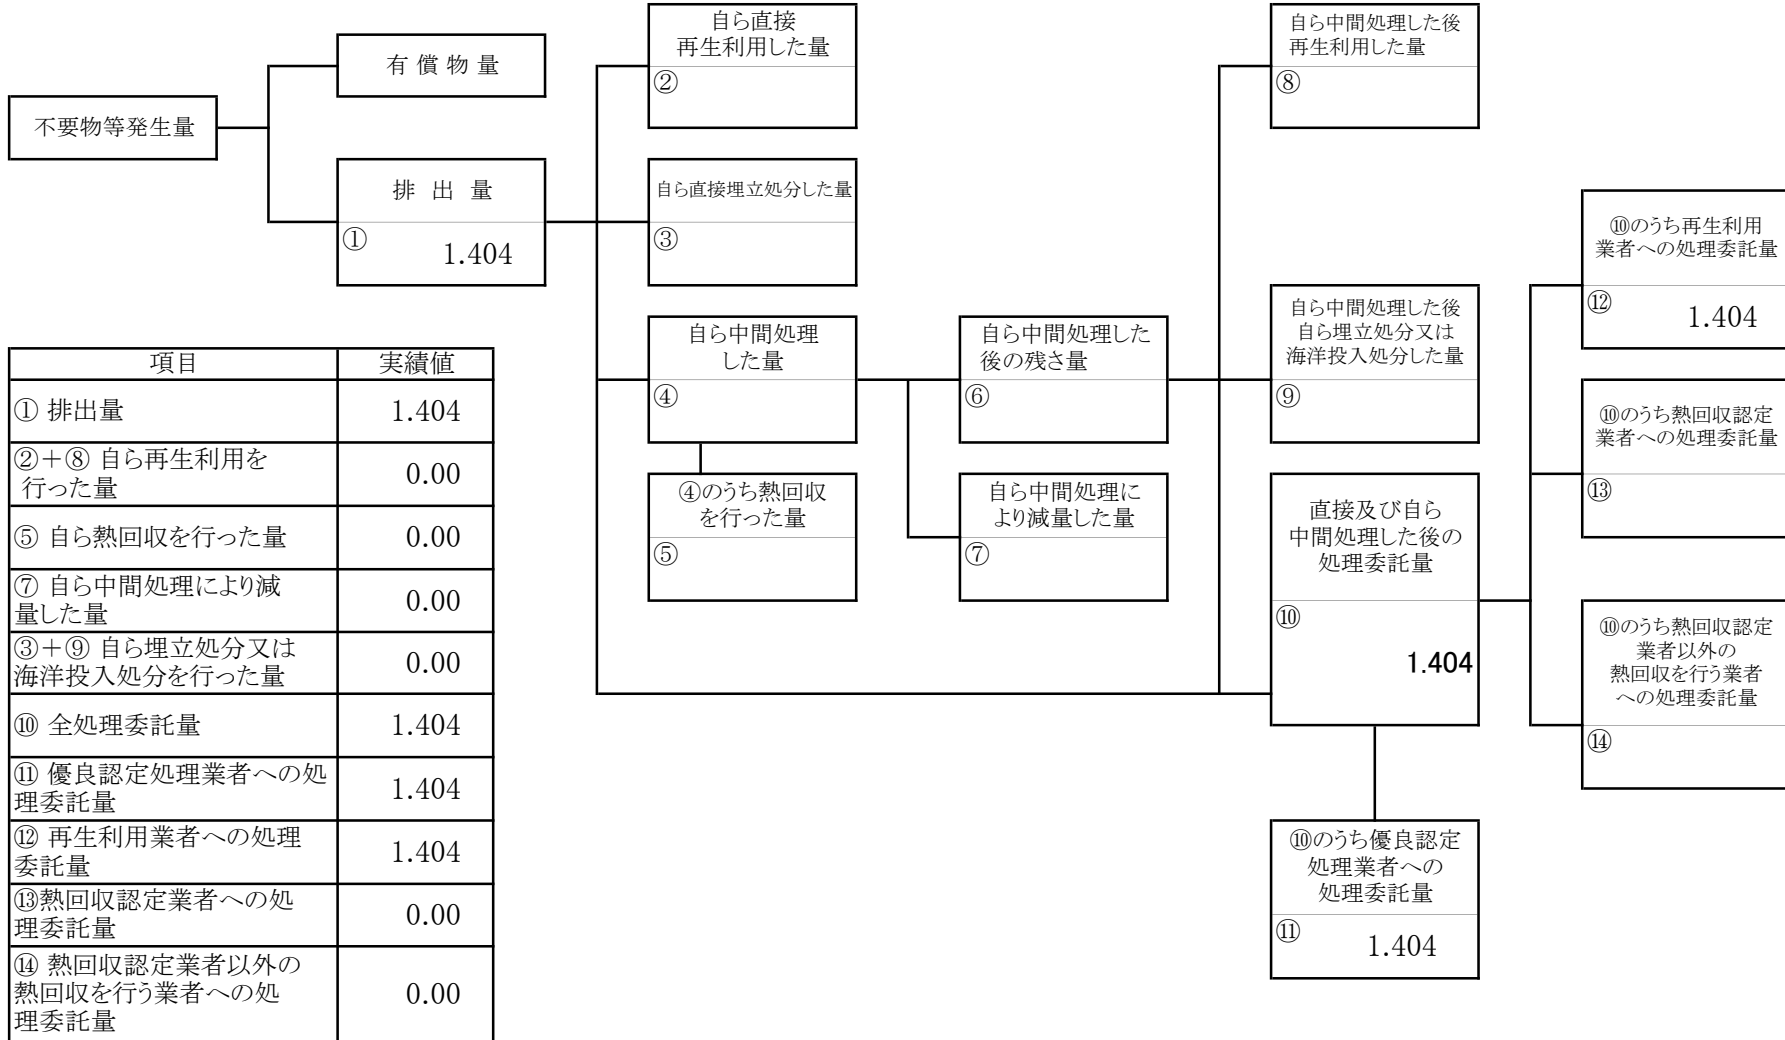 不要物等発生量
有 償 物 量
排 出 量
①
1.404
自ら直接
再生利用した量
②
自ら直接埋立処分した量
③
自ら中間処理
した量
④
④のうち熱回収
を行った量
⑤
自ら中間処理した
後の残さ量
⑥
自ら中間処理に
より減量した量
⑦
自ら中間処理した後
再生利用した量
⑧
自ら中間処理した後
自ら埋立処分又は
海洋投入処分した量
⑨
直接及び自ら
中間処理した後の
処理委託量
⑩
1.404
⑩のうち優良認定
処理業者への
処理委託量
⑪
1.404
⑩のうち再生利用
業者への処理委託量
⑫
1.404
⑩のうち熱回収認定
業者への処理委託量
⑬
⑩のうち熱回収認定
業者以外の
熱回収を行う業者
への処理委託量
⑭
項目 実績値
① 排出量 1.404
②＋⑧ 自ら再生利用を
行った量 0.00
⑤ 自ら熱回収を行った量 0.00
⑦ 自ら中間処理により減
量した量 0.00
③＋⑨ 自ら埋立処分又は
海洋投入処分を行った量 0.00
⑩ 全処理委託量 1.404
⑪ 優良認定処理業者への処
理委託量 1.404
⑫ 再生利用業者への処理
委託量 1.404
⑬熱回収認定業者への処
理委託量 0.00
⑭ 熱回収認定業者以外の
熱回収を行う業者への処
理委託量 0.00